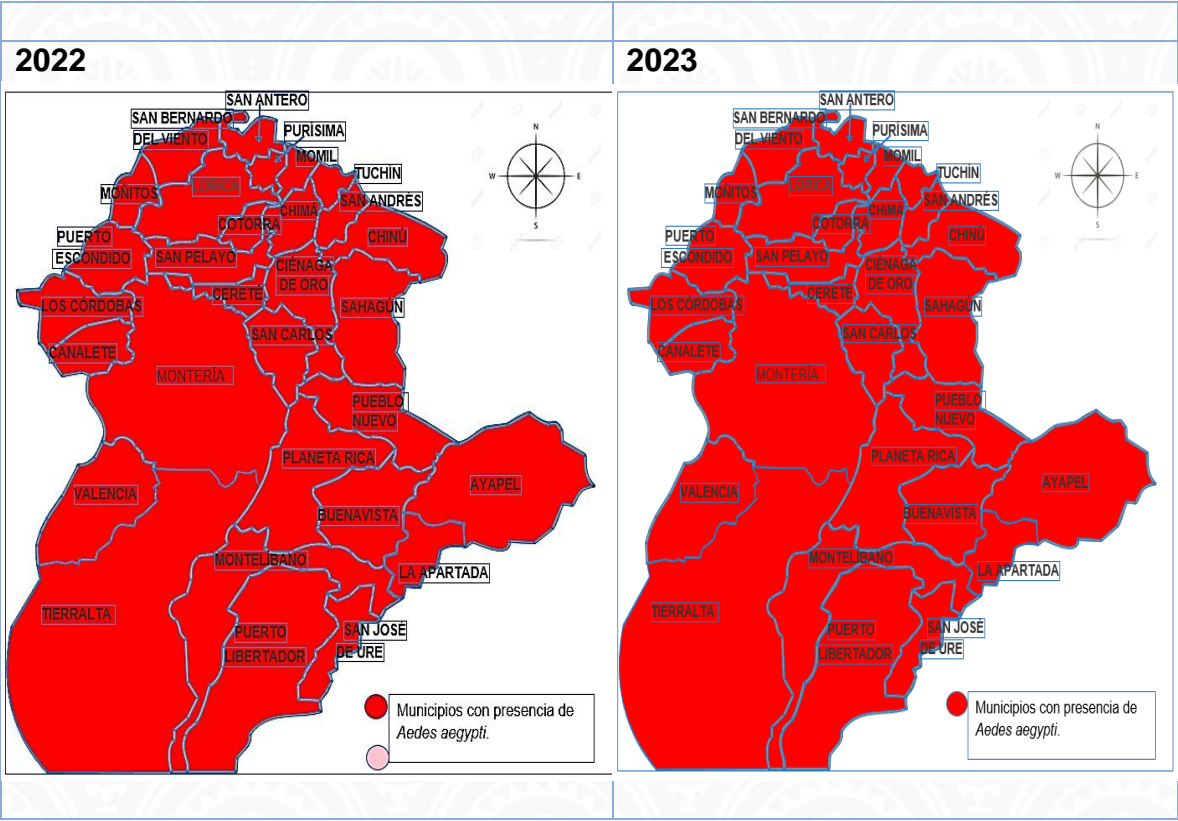 2022
SAN ANTERO
SAN BERNARDO
DEL VIENTO
PURÍSIMA
MOMIL
TUCHÍN
MOÑITOS
LORICA
SAN ANDRÉS
CHIMA
COTORRA
PUERTO
ESCONDIDO
CHINÚ
SAN PELAYO
CIÉNAGA
DE ORO
CERETÉ
LOS CÓRDOBAS
SAHAGÚN
SAN CARLOS
CANALETE
MONTERÍA
PUEBLO
NUEVO
PLANETA RICA
VALENCIA
AYAPEL
BUENAVISTA
MONTELÍBANO
LA APARTADA
TIERRALTA
PUERTO
LIBERTADOR
SAN JOSÉ
DE URE
N
W
E
S
Municipios con presencia de
Aedes aegypti.
2023
SAN ANTERO
SAN BERNARDO
DEL VIENTO
PURÍSIMA
MOMIL
TUCHÍN
MOÑITOS
LORICA
SAN ANDRÉS
CHIMA
COTORRA
PUERTO
ESCONDIDO
CHINÚ
SAN PELAYO
CIÉNAGA
DE ORO
CERETÉ
LOS CÓRDOBAS
SAHAGÚN
SAN CARLOS
CANALETE
MONTERÍA
PUEBLO
NUEVO
PLANETA RICA
VALENCIA
AYAPEL
BUENAVISTA
MONTELÍBANO
LA APARTADA
TIERRALTA
PUERTO
LIBERTADOR
SAN JOSÉ
DE URE
N
W
E
S
Municipios con presencia de
Aedes aegypti.